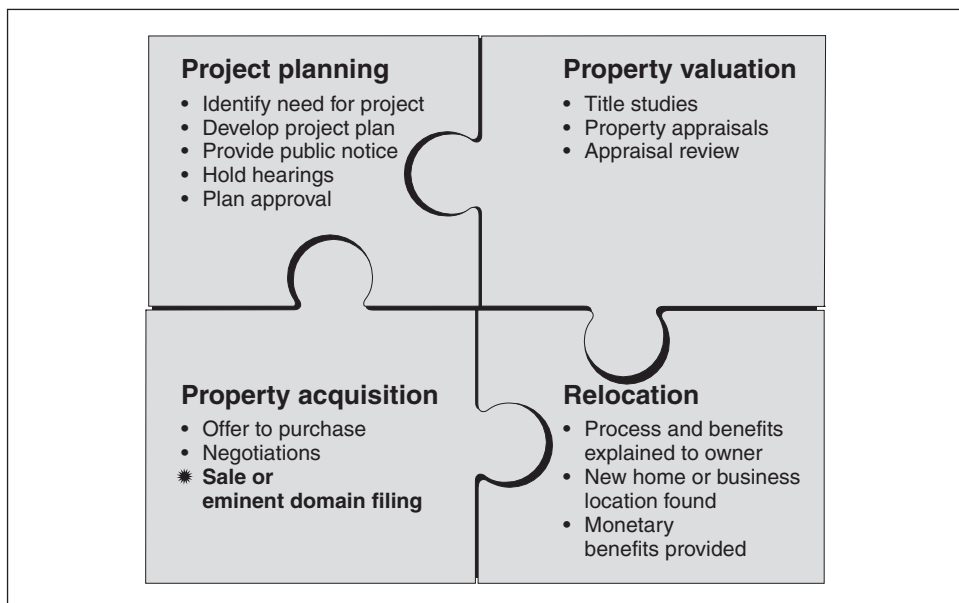 Project planning
• Identify need for project
• Develop project plan
• Provide public notice
• Hold hearings
• Plan approval
Property valuation
• Title studies
• Property appraisals
• Appraisal review
Property acquisition
• Offer to purchase
• Negotiations
✹ Sale or
eminent domain filing
Relocation
• Process and benefits
explained to owner
• New home or business
location found
• Monetary
benefits provided